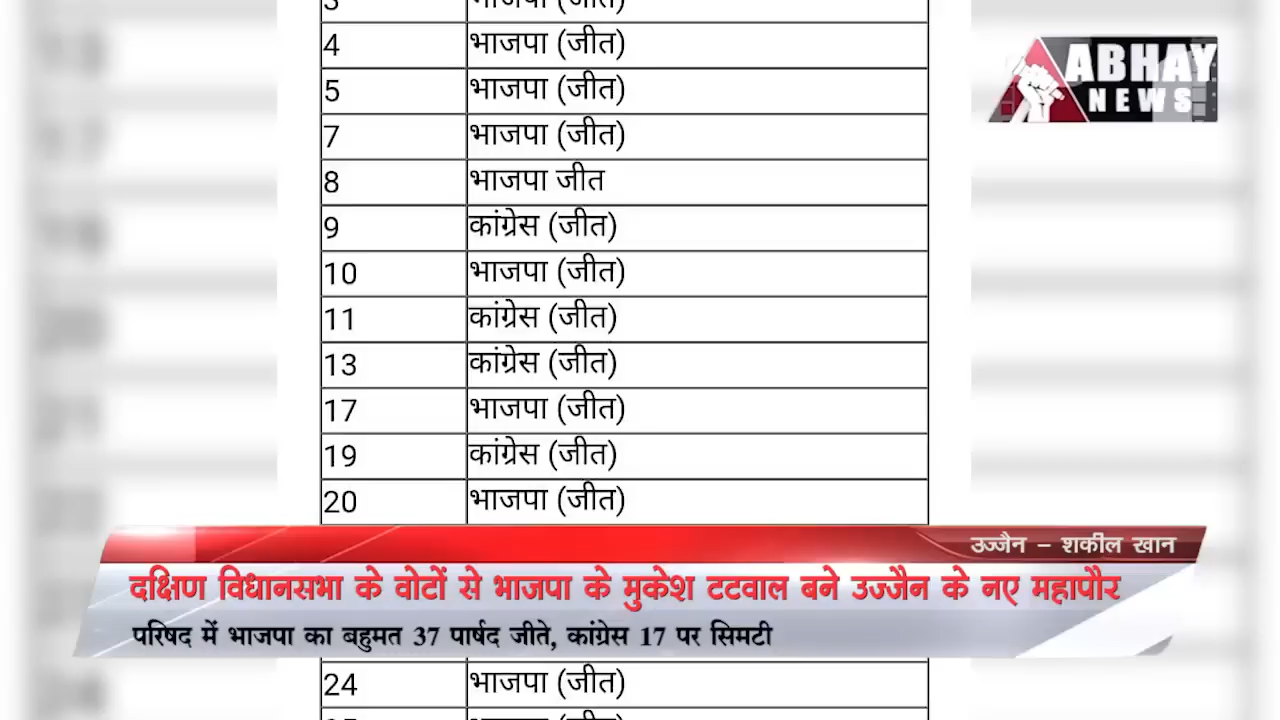 3 भाजपा (जीत)
4 भाजपा (जीत)
5 भाजपा (जीत)
7 भाजपा (जीत)
8 भाजपा जीत
9 कांग्रेस (जीत)
10 भाजपा (जीत)
11 कांग्रेस (जीत)
13 कांग्रेस (जीत)
17 भाजपा (जीत)
19 कांग्रेस (जीत)
20 भाजपा (जीत)
ABHAY
NEWS
उज्जैन – शकील खान
दक्षिण विधानसभा के वोटों से भाजपा के मुकेश टटवाल बने उज्जैन के नए महापौर
परिषद में भाजपा का बहुमत 37 पार्षद जीते, कांग्रेस 17 पर सिमटी
24 भाजपा (जीत)